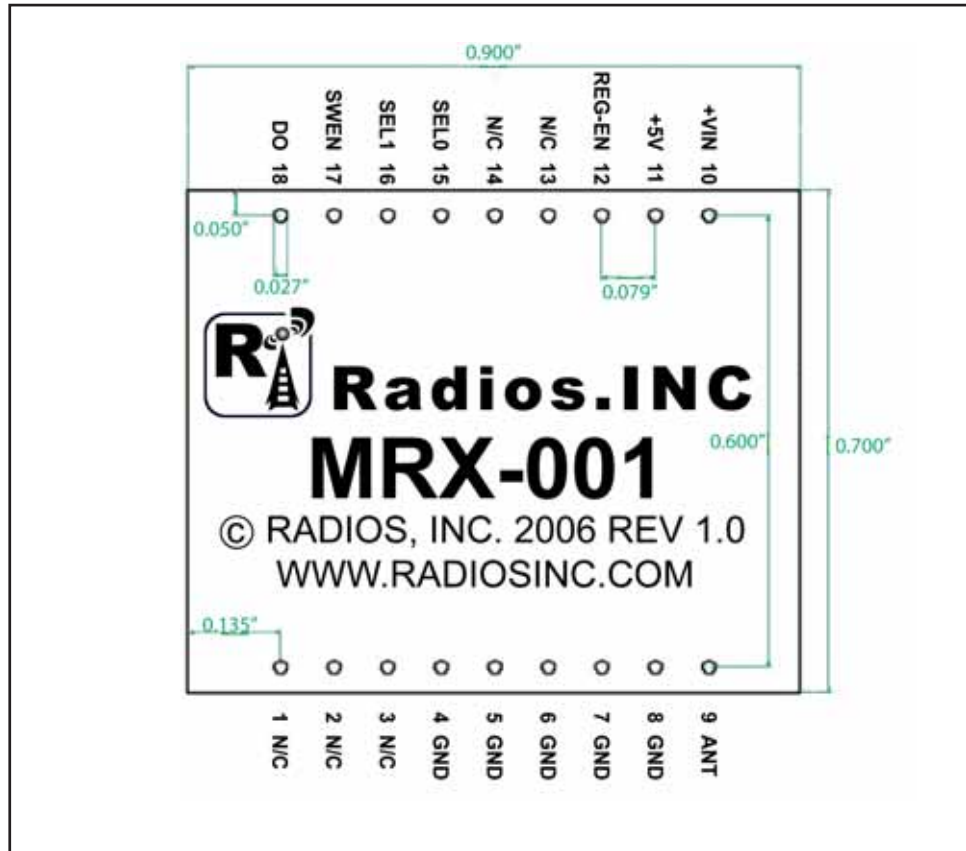 0.900"
DO 18
SWEN 17
SEL1 16
SEL0 15
N/C 14
N/C 13
REG-EN 12
+5V 11
+VIN 10
0.050"
0.027"
0.079"
R
Radios.INC
0.600"
0.700"
MRX-001
© RADIOS, INC. 2006 REV 1.0
WWW.RADIOSINC.COM
0.135"
1 N/C
2 N/C
3 N/C
4 GND
5 GND
6 GND
7 GND
8 GND
9 ANT